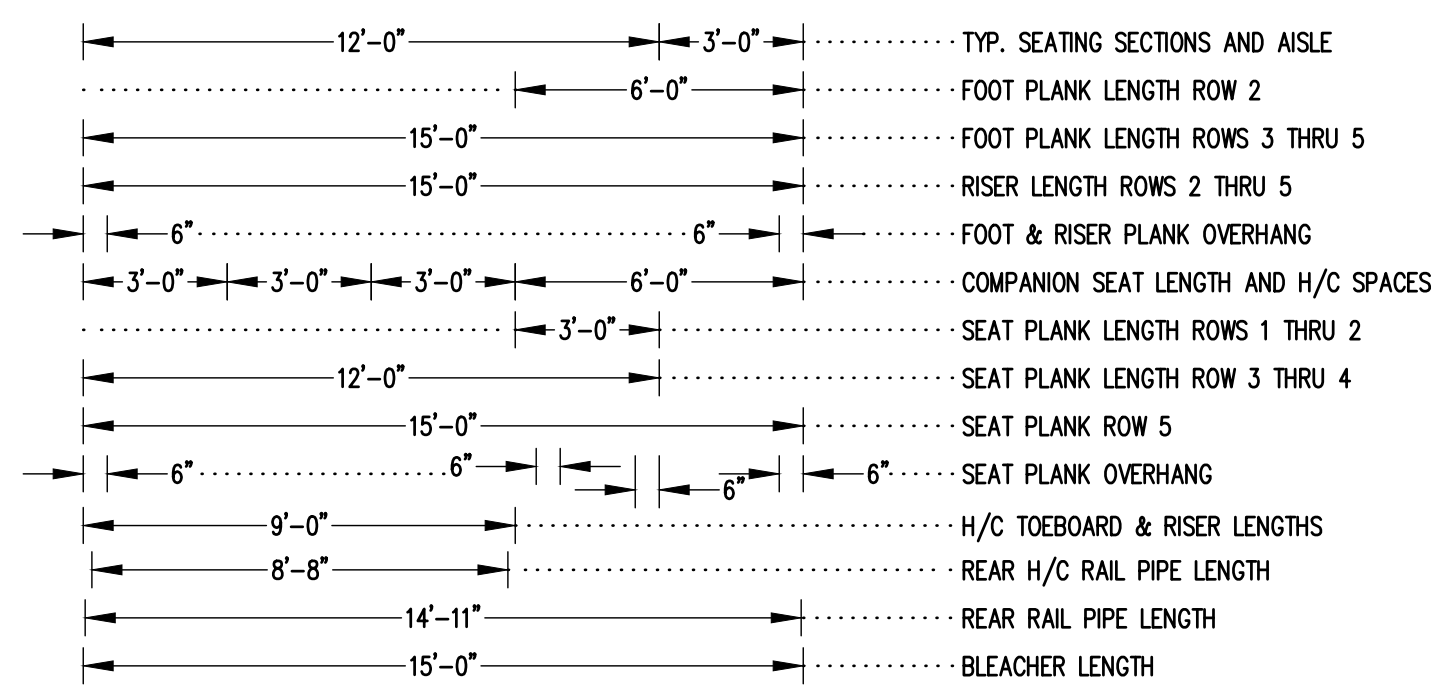 12'-0" 3'-0" TYP. SEATING SECTIONS AND AISLE
6'-0" FOOT PLANK LENGTH ROW 2
15'-0" FOOT PLANK LENGTH ROWS 3 THRU 5
15'-0" RISER LENGTH ROWS 2 THRU 5
6" 6" FOOT & RISER PLANK OVERHANG
3'-0" 3'-0" 3'-0" 6'-0" COMPANION SEAT LENGTH AND H/C SPACES
3'-0" SEAT PLANK LENGTH ROWS 1 THRU 2
12'-0" SEAT PLANK LENGTH ROW 3 THRU 4
15'-0" SEAT PLANK ROW 5
6" 6" 6" 6" SEAT PLANK OVERHANG
9'-0" H/C TOEBOARD & RISER LENGTHS
8'-8" REAR H/C RAIL PIPE LENGTH
14'-11" REAR RAIL PIPE LENGTH
15'-0" BLEACHER LENGTH